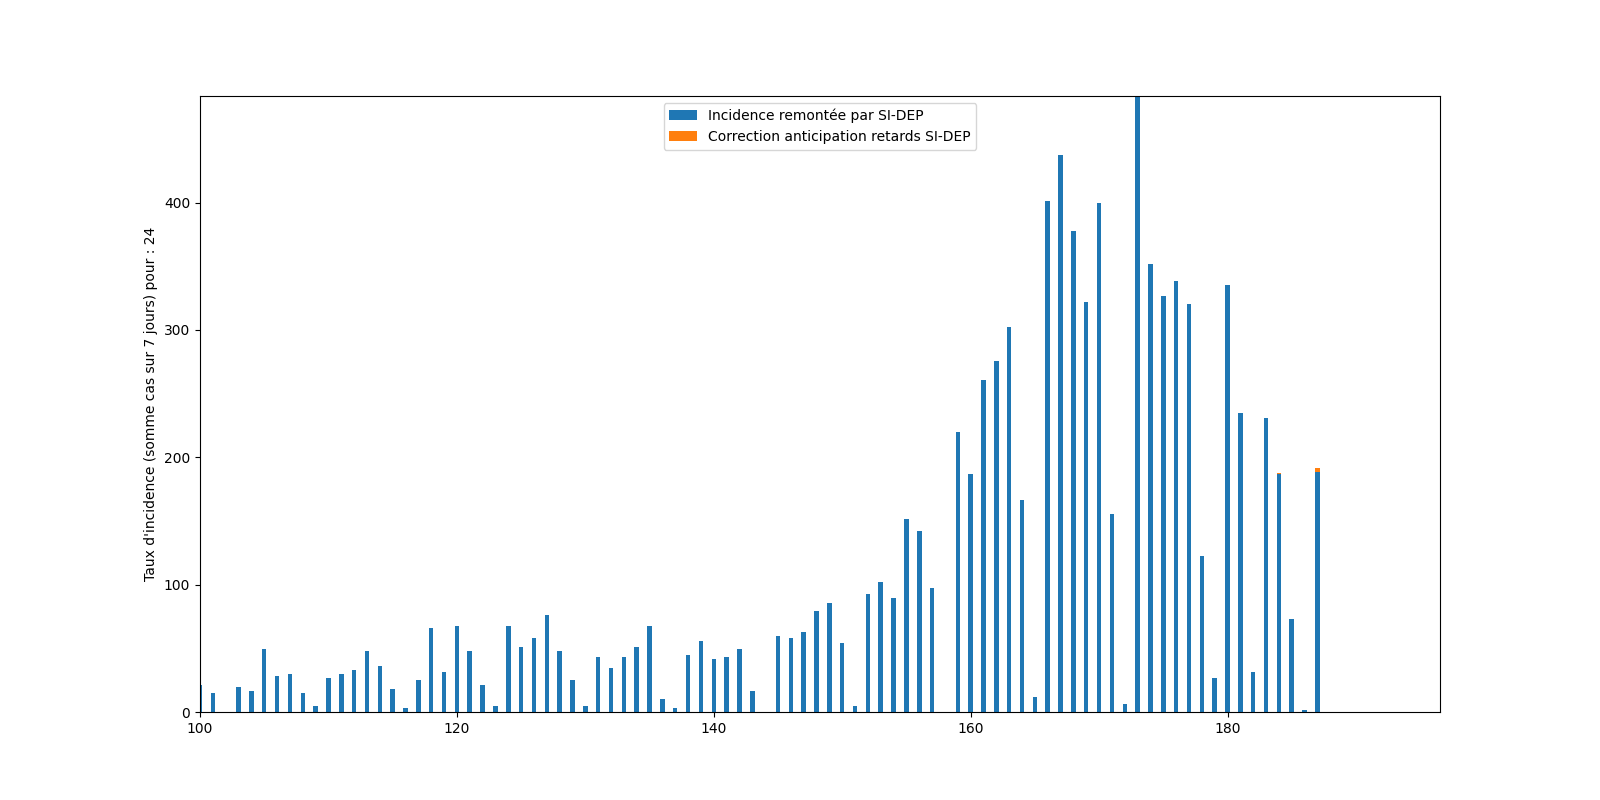 Incidence remontée par SI-DEP
Correction anticipation retards SI-DEP
Taux d'incidence (somme cas sur 7 jours) pour : 24
400
300
200
100
0
100 120 140 160 180